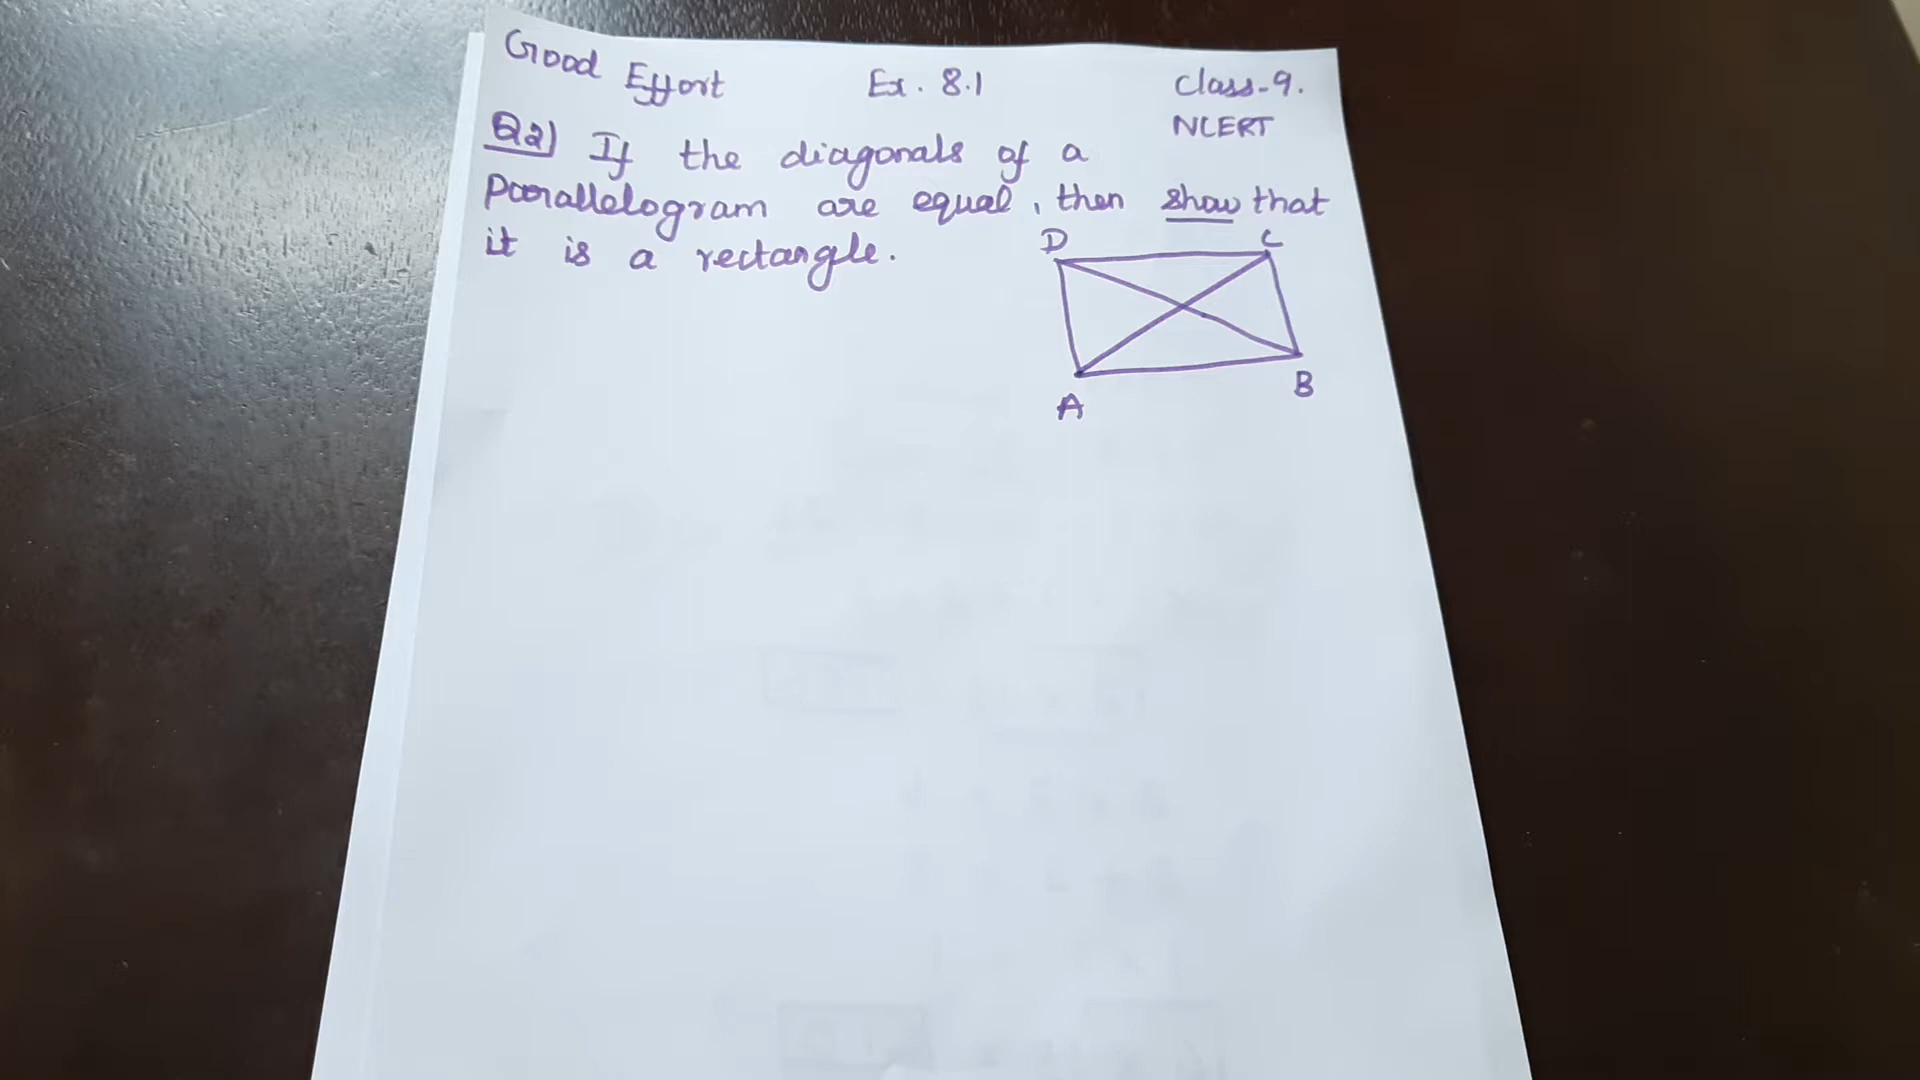 Good Effort Ex. 8.1 Class-9.
NCERT
Q2) If the diagonals of a
parallelogram are equal, then show that
it is a rectangle.
D C
A B